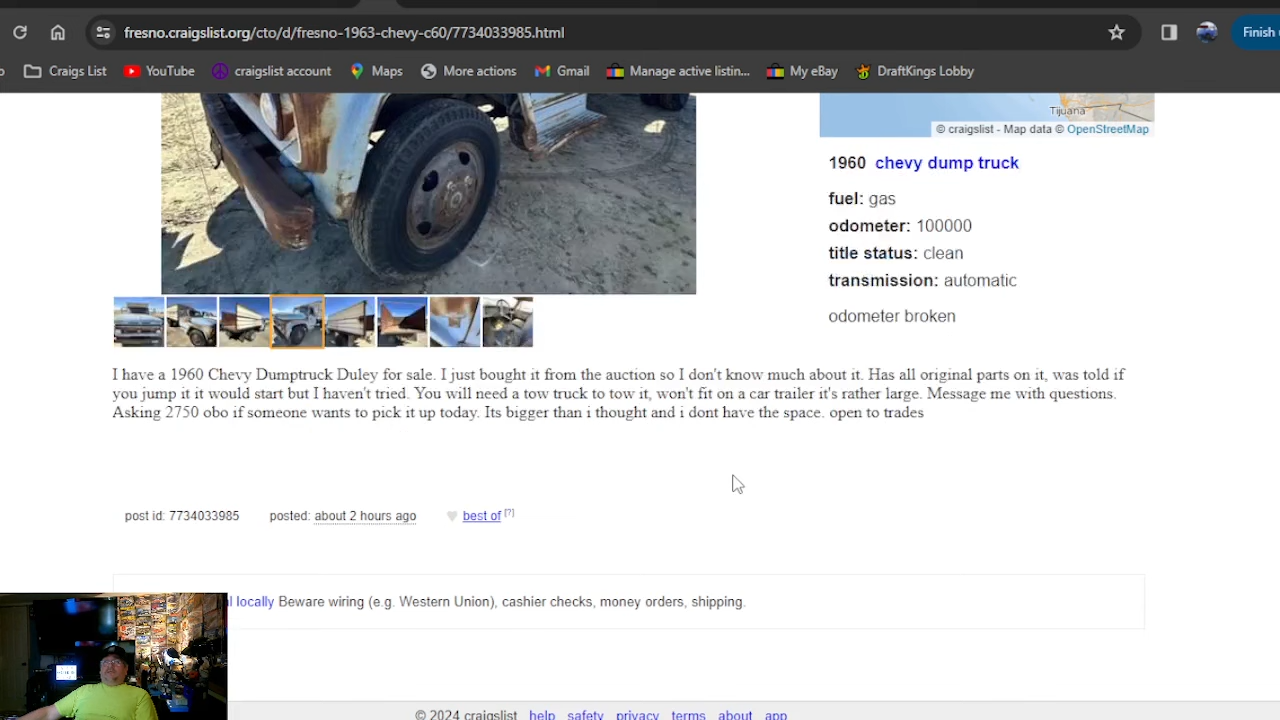 fresno.craigslist.org/cto/d/fresno-1963-chevy-c60/7734033985.html
Finish
Craigs List
YouTube
craigslist account
Maps
More actions
Gmail
Manage active listin...
My eBay
DraftKings Lobby
Tijuana
© craigslist - Map data © OpenStreetMap
1960 chevy dump truck
fuel: gas
odometer: 100000
title status: clean
transmission: automatic
odometer broken
I have a 1960 Chevy Dumptruck Duley for sale. I just bought it from the auction so I don't know much about it. Has all original parts on it, was told if
you jump it it would start but I haven't tried. You will need a tow truck to tow it, won't fit on a car trailer it's rather large. Message me with questions.
Asking 2750 obo if someone wants to pick it up today. Its bigger than i thought and i dont have the space. open to trades
post id: 7734033985 posted: about 2 hours ago best of [?]
locally Beware wiring (e.g. Western Union), cashier checks, money orders, shipping.
© 2024 craigslist help safety privacy terms about app